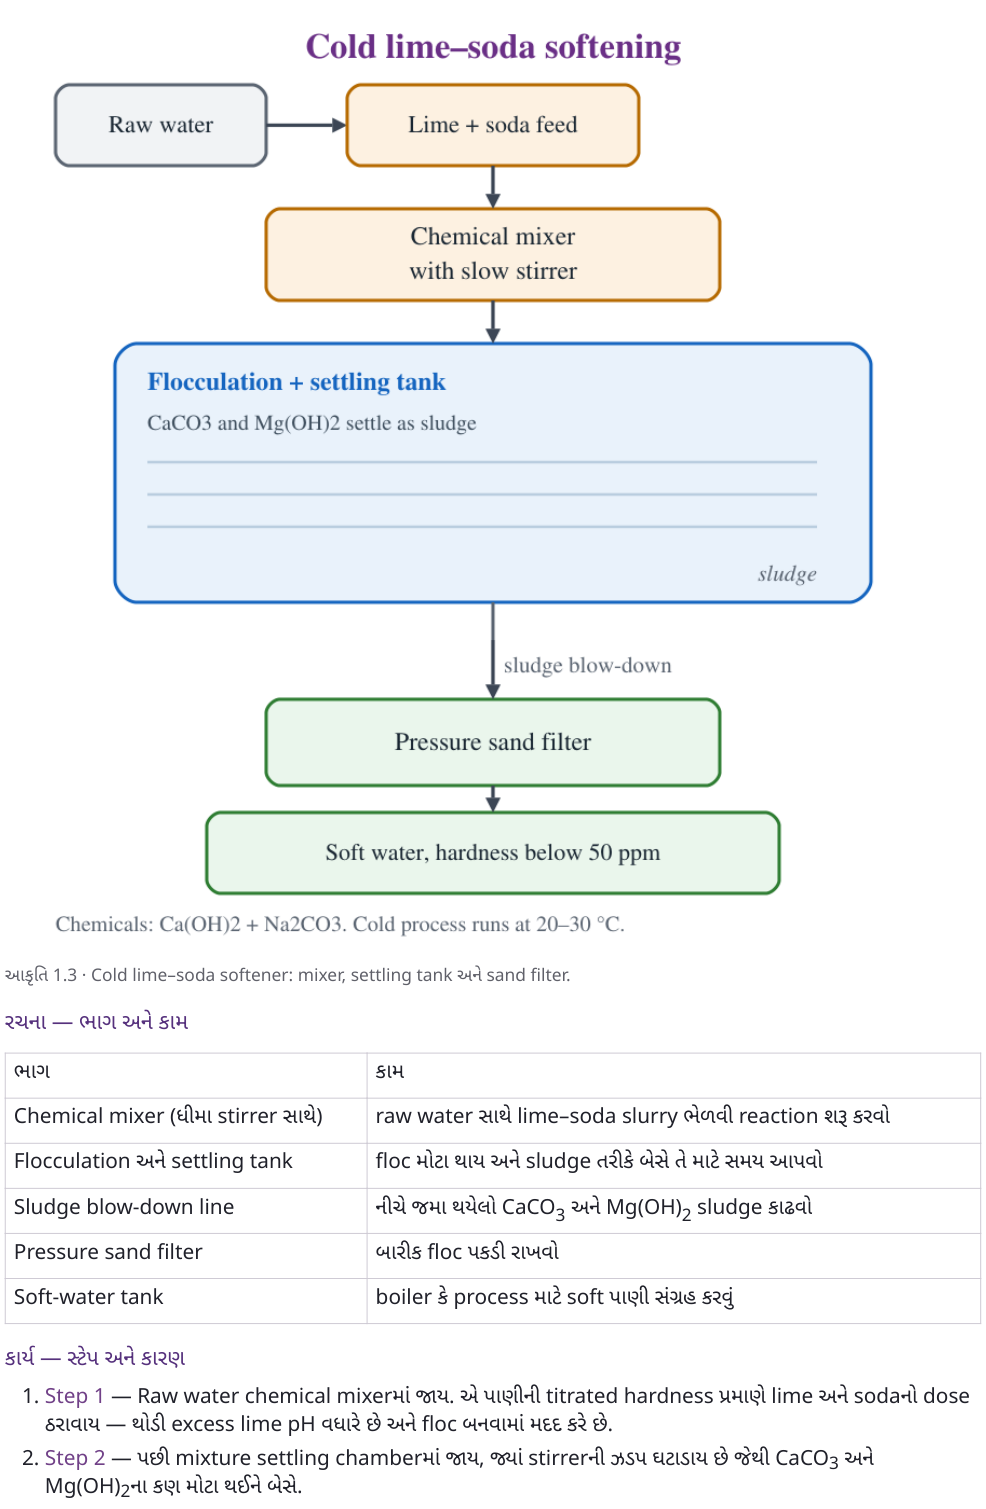 Cold lime–soda softening
Raw water
Lime + soda feed
Chemical mixer
with slow stirrer
Flocculation + settling tank
CaCO3 and Mg(OH)2 settle as sludge
sludge
sludge blow-down
Pressure sand filter
Soft water, hardness below 50 ppm
Chemicals: Ca(OH)2 + Na2CO3. Cold process runs at 20–30 °C.
આકૃતિ 1.3 · Cold lime–soda softener: mixer, settling tank અને sand filter.
રચના — ભાગ અને કામ
ભાગ કામ
Chemical mixer (ધીમા stirrer સાથે) raw water સાથે lime–soda slurry ભેળવી reaction શરૂ કરવો
Flocculation અને settling tank floc મોટા થાય અને sludge તરીકે બેસે તે માટે સમય આપવો
Sludge blow-down line નીચે જમા થયેલો CaCO₃ અને Mg(OH)₂ sludge કાઢવો
Pressure sand filter બારીક floc પકડી રાખવો
Soft-water tank boiler કે process માટે soft પાણી સંગ્રહ કરવું
કાર્ય — સ્ટેપ અને કારણ
1. Step 1 — Raw water chemical mixerમાં જાય. એ પાણીની titrated hardness પ્રમાણે lime અને sodaનો dose
ઠરાવાય — થોડી excess lime pH વધારે છે અને floc બનવામાં મદદ કરે છે.
2. Step 2 — પછી mixture settling chamberમાં જાય, જ્યાં stirrerની ઝડપ ઘટાડાય છે જેથી CaCO₃ અને
Mg(OH)₂ના કણ મોટા થઈને બેસે.